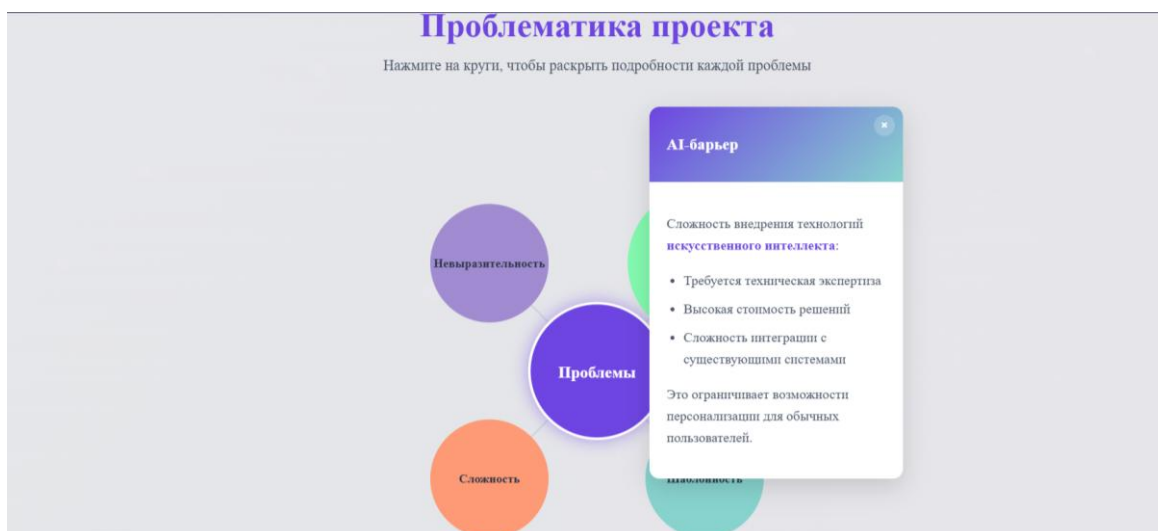 Проблематика проекта
Нажмите на круги, чтобы раскрыть подробности каждой проблемы
AI-барьер
×
Сложность внедрения технологий
искусственного интеллекта:
• Требуется техническая экспертиза
• Высокая стоимость решений
• Сложность интеграции с
существующими системами
Это ограничивает возможности
персонализации для обычных
пользователей.
Невыразительность
Проблемы
Сложность
Шаблонность